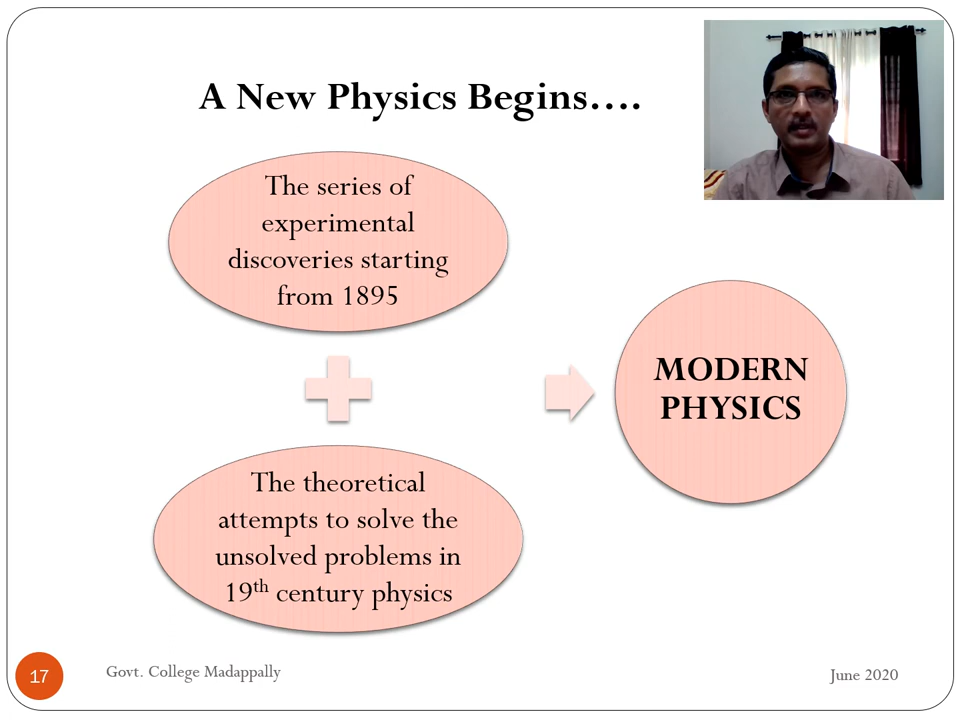 A New Physics Begins….
The series of
experimental
discoveries starting
from 1895
The theoretical
attempts to solve the
unsolved problems in
19th century physics
MODERN
PHYSICS
17
Govt. College Madappally
June 2020